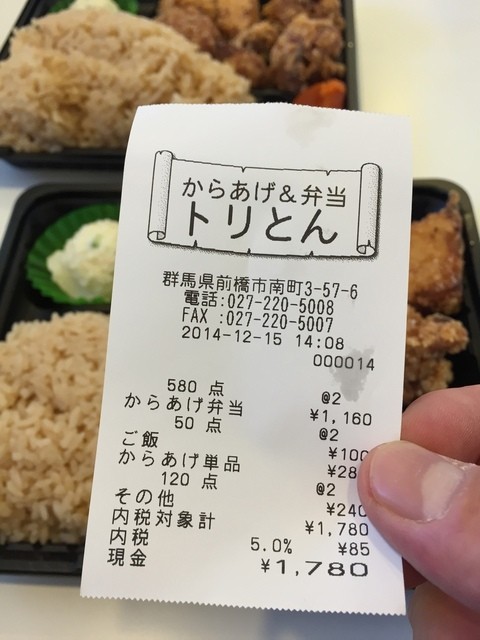 からあげ&弁当
トリとん
群馬県前橋市南町3-57-6
電話:027-220-5008
FAX :027-220-5007
2014-12-15 14:08
000014
580 点 @2
からあげ弁当 ¥1,160
50 点 @2
ご飯 ¥100
からあげ単品 ¥28
120 点 @2
その他 ¥240
内税対象計 ¥1,780
内税 5.0% ¥85
現金 ¥1,780